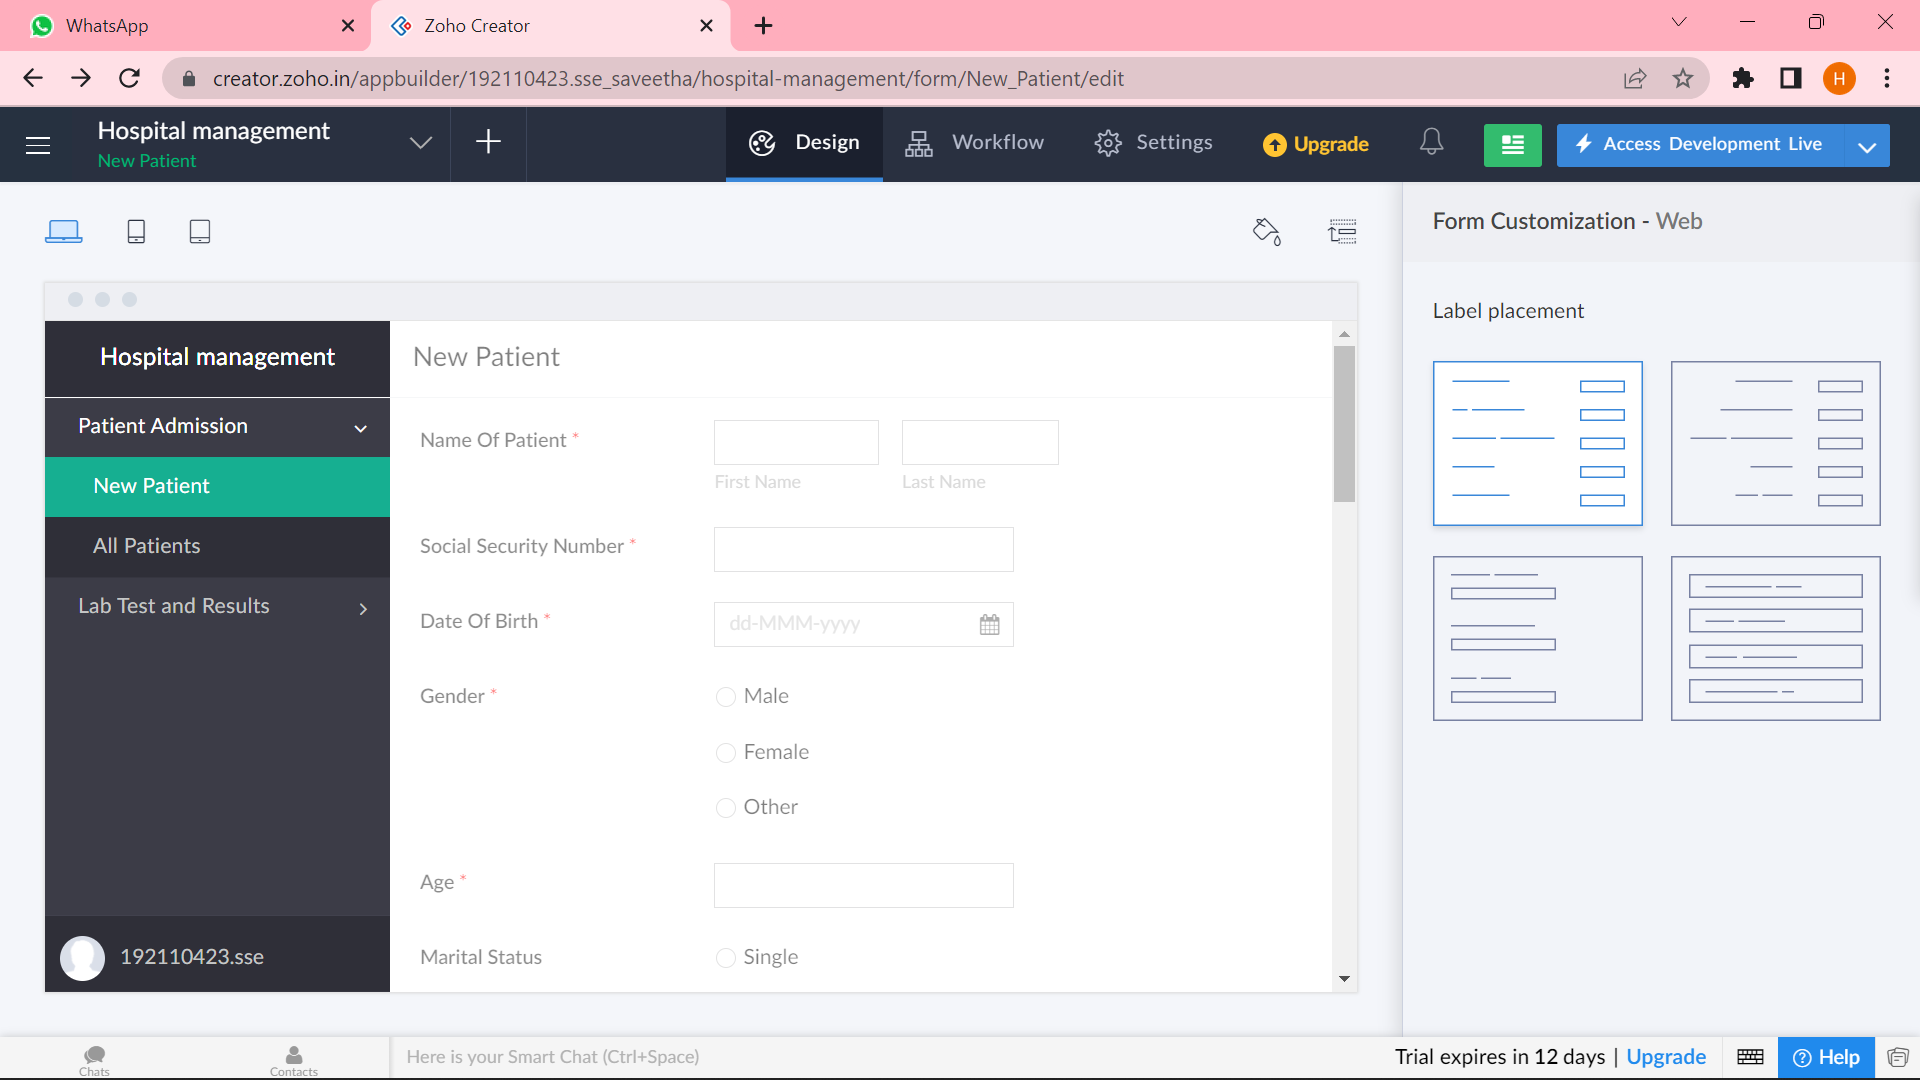 WhatsApp
Zoho Creator
creator.zoho.in/appbuilder/192110423.sse_saveetha/hospital-management/form/New_Patient/edit
H
Hospital management
New Patient
Design
Workflow
Settings
Upgrade
Access Development Live
Form Customization - Web
Label placement
Hospital management
Patient Admission
New Patient
All Patients
Lab Test and Results
192110423.sse
New Patient
Name Of Patient *
First Name
Last Name
Social Security Number *
Date Of Birth *
dd-MMM-yyyy
Gender *
Male
Female
Other
Age *
Marital Status
Single
Chats
Contacts
Here is your Smart Chat (Ctrl+Space)
Trial expires in 12 days | Upgrade
Help